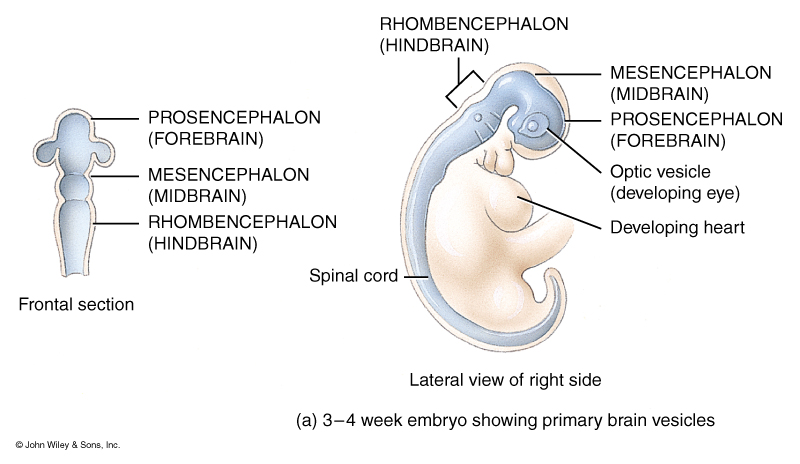 RHOMBENCEPHALON
(HINDBRAIN)
MESENCEPHALON
(MIDBRAIN)
PROSENCEPHALON
(FOREBRAIN)
Optic vesicle
(developing eye)
Developing heart
Spinal cord
Lateral view of right side
PROSENCEPHALON
(FOREBRAIN)
MESENCEPHALON
(MIDBRAIN)
RHOMBENCEPHALON
(HINDBRAIN)
Frontal section
(a) 3–4 week embryo showing primary brain vesicles
© John Wiley & Sons, Inc.